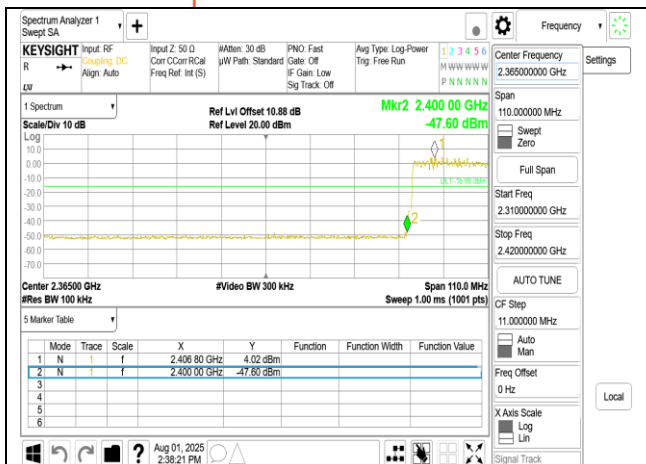 Spectrum Analyzer 1
Swept SA
Frequency
KEYSIGHT
R
Input: RF
Coupling: DC
Align: Auto
Input Z: 50 Ω
Corr CCorr RCal
Freq Ref: Int (S)
#Atten: 30 dB
µW Path: Standard
PNO: Fast
Gate: Off
IF Gain: Low
Sig Track: Off
Avg Type: Log-Power
Trig: Free Run
1 2 3 4 5 6
M W W W W W
P N N N N N
Settings
Center Frequency
2.365000000 GHz
Span
110.000000 MHz
Swept
Zero
Full Span
Start Freq
2.310000000 GHz
Stop Freq
2.420000000 GHz
AUTO TUNE
CF Step
11.000000 MHz
Auto
Man
Freq Offset
0 Hz
X Axis Scale
Log
Lin
Signal Track
Local
1 Spectrum
Scale/Div 10 dB
Ref Lvl Offset 10.88 dB
Ref Level 20.00 dBm
Mkr2 2.400 00 GHz
-47.60 dBm
Log
10.0
0.00
-10.0
-20.0
-30.0
-40.0
-50.0
-60.0
-70.0
1
2
Center 2.36500 GHz
#Res BW 100 kHz
#Video BW 300 kHz
Span 110.0 MHz
Sweep 1.00 ms (1001 pts)
5 Marker Table
Mode Trace Scale X Y Function Function Width Function Value
1 N 1 f 2.406 80 GHz 4.02 dBm
2 N 1 f 2.400 00 GHz -47.60 dBm
3
4
5
6
?
Aug 01, 2025
2:38:21 PM